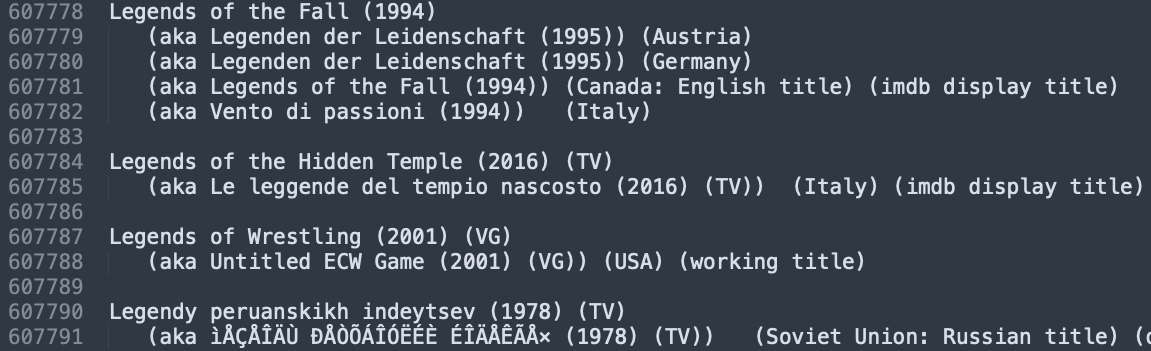 607778 Legends of the Fall (1994)
607779 (aka Legenden der Leidenschaft (1995)) (Austria)
607780 (aka Legenden der Leidenschaft (1995)) (Germany)
607781 (aka Legends of the Fall (1994)) (Canada: English title) (imdb display title)
607782 (aka Vento di passioni (1994)) (Italy)
607783
607784 Legends of the Hidden Temple (2016) (TV)
607785 (aka Le leggende del tempio nascosto (2016) (TV)) (Italy) (imdb display title)
607786
607787 Legends of Wrestling (2001) (VG)
607788 (aka Untitled ECW Game (2001) (VG)) (USA) (working title)
607789
607790 Legendy peruanskikh indeytsev (1978) (TV)
607791 (aka ìÅÇÅÎÄÙ ÐÅÒÕÁÎÓËÉÈ ÉÎÄÅÊÃÅ× (1978) (TV)) (Soviet Union: Russian title) (